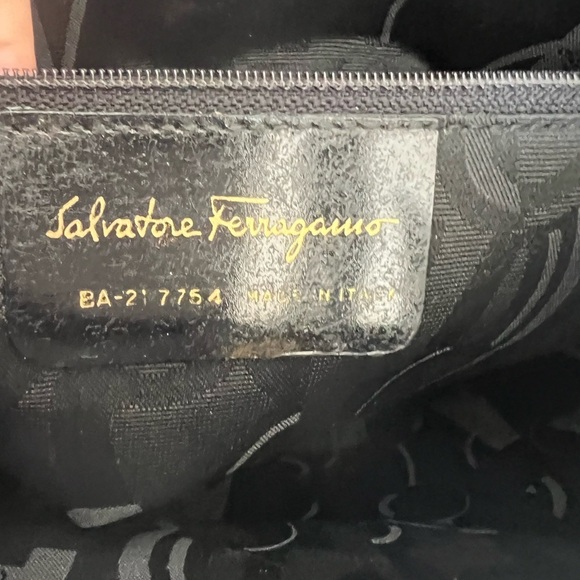 Salvatore Ferragamo
BA-21 7754 MADE IN ITALY